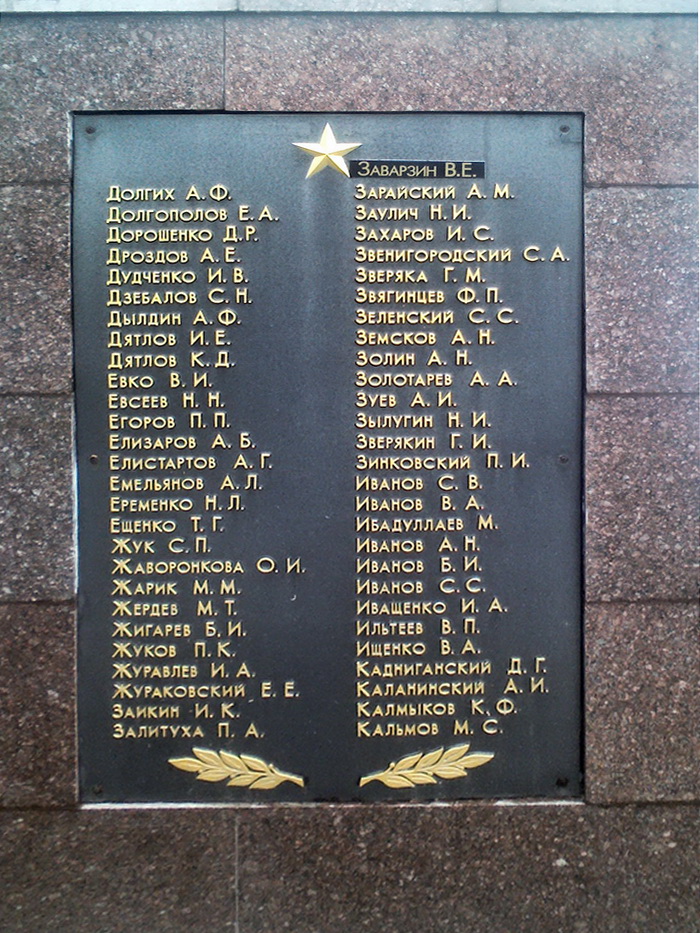 Долгих А.Ф.
Долгополов Е.А.
Дорошенко Д.Р.
Дроздов А.Е.
Дудченко И.В.
Дзебалов С.Н.
Дылдин А.Ф.
Дятлов И.Е.
Дятлов К.Д.
Евко В.И.
Евсеев Н.Н.
Егоров П.П.
Елизаров А.Б.
Елистартов А.Г.
Емельянов А.Л.
Еременко Н.Л.
Ещенко Т.Г.
Жук С.П.
Жаворонкова О.И.
Жарик М.М.
Жердев М.Т.
Жигарев Б.И.
Жуков П.К.
Журавлев И.А.
Жураковский Е.Е.
Заикин И.К.
Залитуха П.А.
Заварзин В.Е.
Зарайский А.М.
Заулич Н.И.
Захаров И.С.
Звенигородский С.А.
Зверяка Г.М.
Звягинцев Ф.П.
Зеленский С.С.
Земсков А.Н.
Золин А.Н.
Золотарев А.А.
Зуев А.И.
Зылугин Н.И.
Зверякин Г.И.
Зинковский П.И.
Иванов С.В.
Иванов В.А.
Ибадуллаев М.
Иванов А.Н.
Иванов Б.И.
Иванов С.С.
Иващенко И.А.
Ильтеев В.П.
Ищенко В.А.
Кадниганский Д.Г.
Каланинский А.И.
Калмыков К.Ф.
Кальмов М.С.